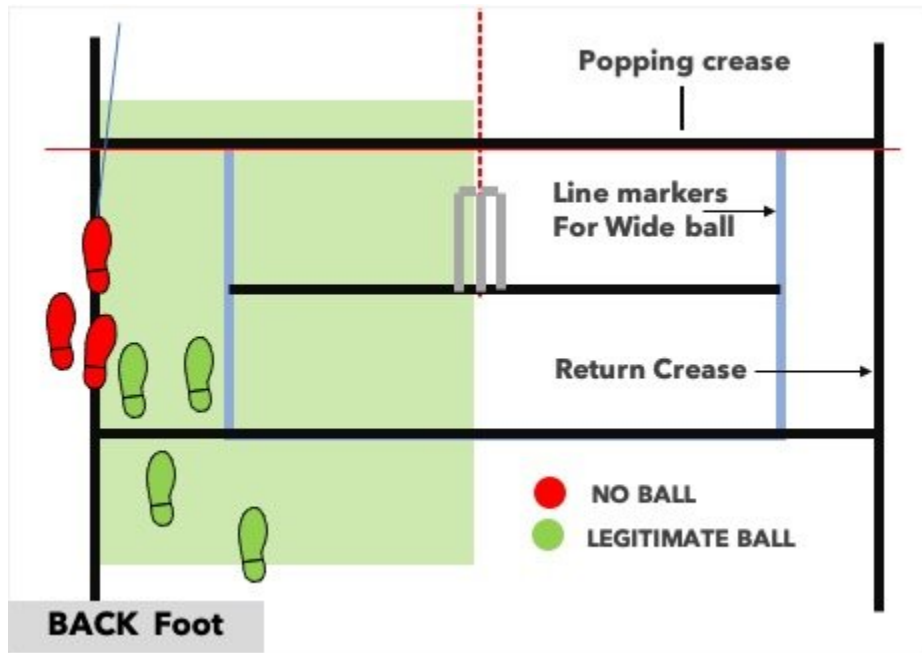 Popping crease
Line markers
For Wide ball
Return Crease
NO BALL
LEGITIMATE BALL
BACK Foot